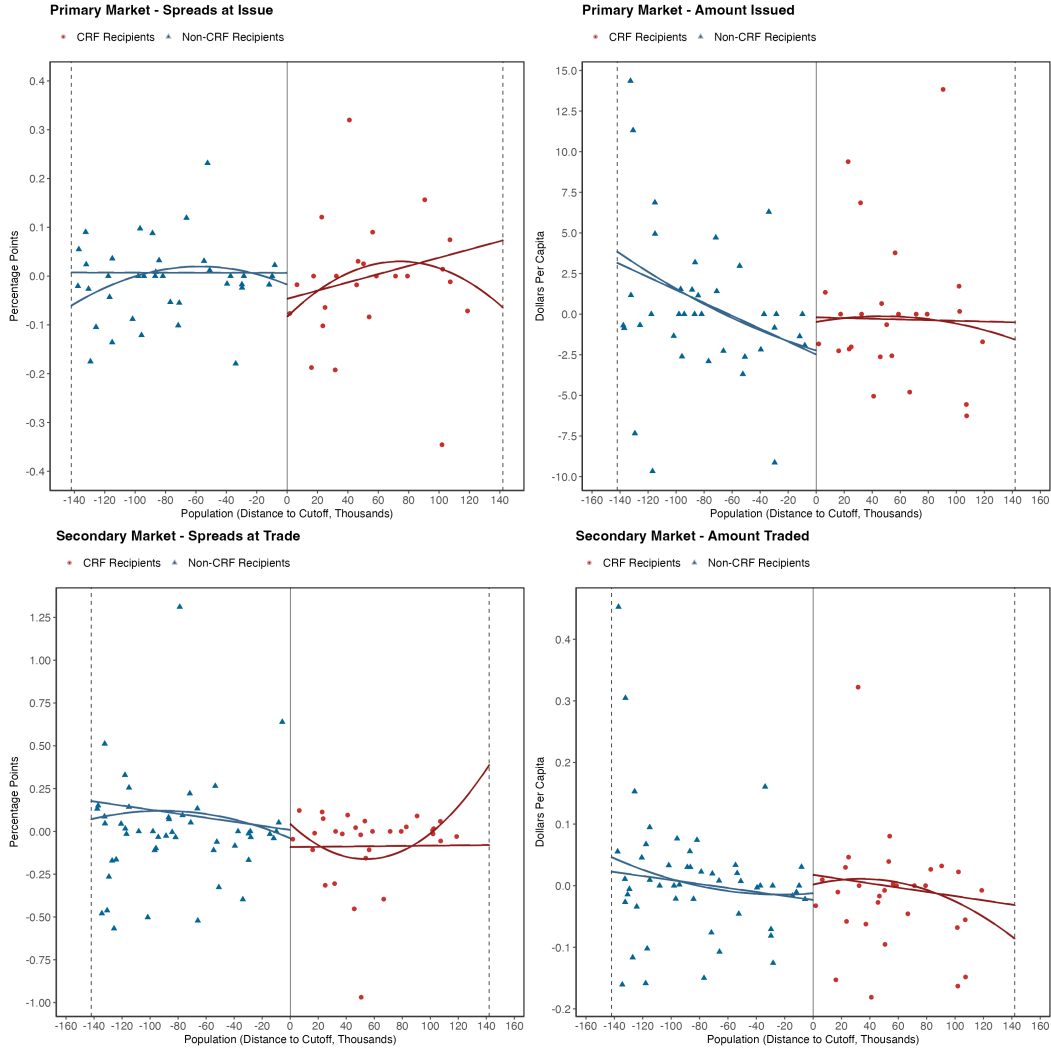 Primary Market - Spreads at Issue
CRF Recipients Non-CRF Recipients
Percentage Points
0.4
0.3
0.2
0.1
0.0
-0.1
-0.2
-0.3
-0.4
-140 -120 -100 -80 -60 -40 -20 0 20 40 60 80 100 120 140
Population (Distance to Cutoff, Thousands)
Primary Market - Amount Issued
CRF Recipients Non-CRF Recipients
Dollars Per Capita
15.0
12.5
10.0
7.5
5.0
2.5
0.0
-2.5
-5.0
-7.5
-10.0
-160 -140 -120 -100 -80 -60 -40 -20 0 20 40 60 80 100 120 140 160
Population (Distance to Cutoff, Thousands)
Secondary Market - Spreads at Trade
CRF Recipients Non-CRF Recipients
Percentage Points
1.25
1.00
0.75
0.50
0.25
0.00
-0.25
-0.50
-0.75
-1.00
-160 -140 -120 -100 -80 -60 -40 -20 0 20 40 60 80 100 120 140 160
Population (Distance to Cutoff, Thousands)
Secondary Market - Amount Traded
CRF Recipients Non-CRF Recipients
Dollars Per Capita
0.4
0.3
0.2
0.1
0.0
-0.1
-0.2
-160 -140 -120 -100 -80 -60 -40 -20 0 20 40 60 80 100 120 140 160
Population (Distance to Cutoff, Thousands)